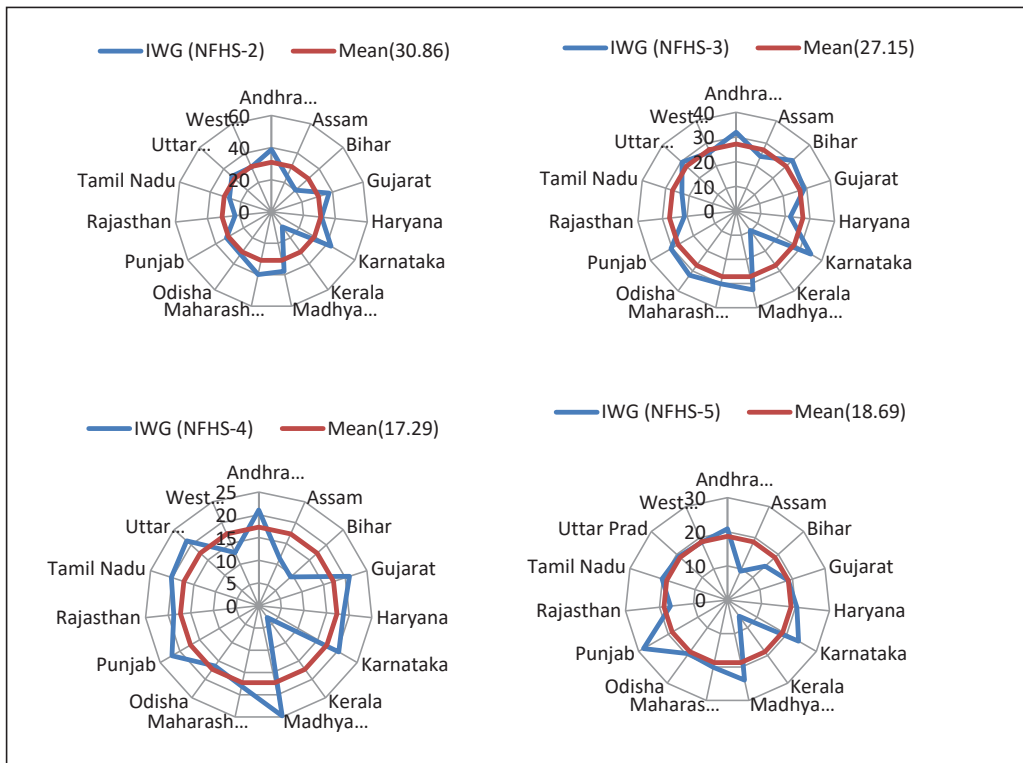 IWG (NFHS-2) Mean(30.86)
Andhra...
Assam
Bihar
Gujarat
Haryana
Karnataka
Kerala
Madhya...
Maharash...
Odisha
Punjab
Rajasthan
Tamil Nadu
Uttar...
West...
60
40
20
0
IWG (NFHS-3) Mean(27.15)
Andhra...
Assam
Bihar
Gujarat
Haryana
Karnataka
Kerala
Madhya...
Maharash...
Odisha
Punjab
Rajasthan
Tamil Nadu
Uttar...
West...
40
30
20
10
0
IWG (NFHS-4) Mean(17.29)
Andhra...
Assam
Bihar
Gujarat
Haryana
Karnataka
Kerala
Madhya...
Maharash...
Odisha
Punjab
Rajasthan
Tamil Nadu
Uttar...
West...
25
20
15
10
5
0
IWG (NFHS-5) Mean(18.69)
Andhra...
Assam
Bihar
Gujarat
Haryana
Karnataka
Kerala
Madhya...
Maharas...
Odisha
Punjab
Rajasthan
Tamil Nadu
Uttar Prad
West...
30
20
10
0